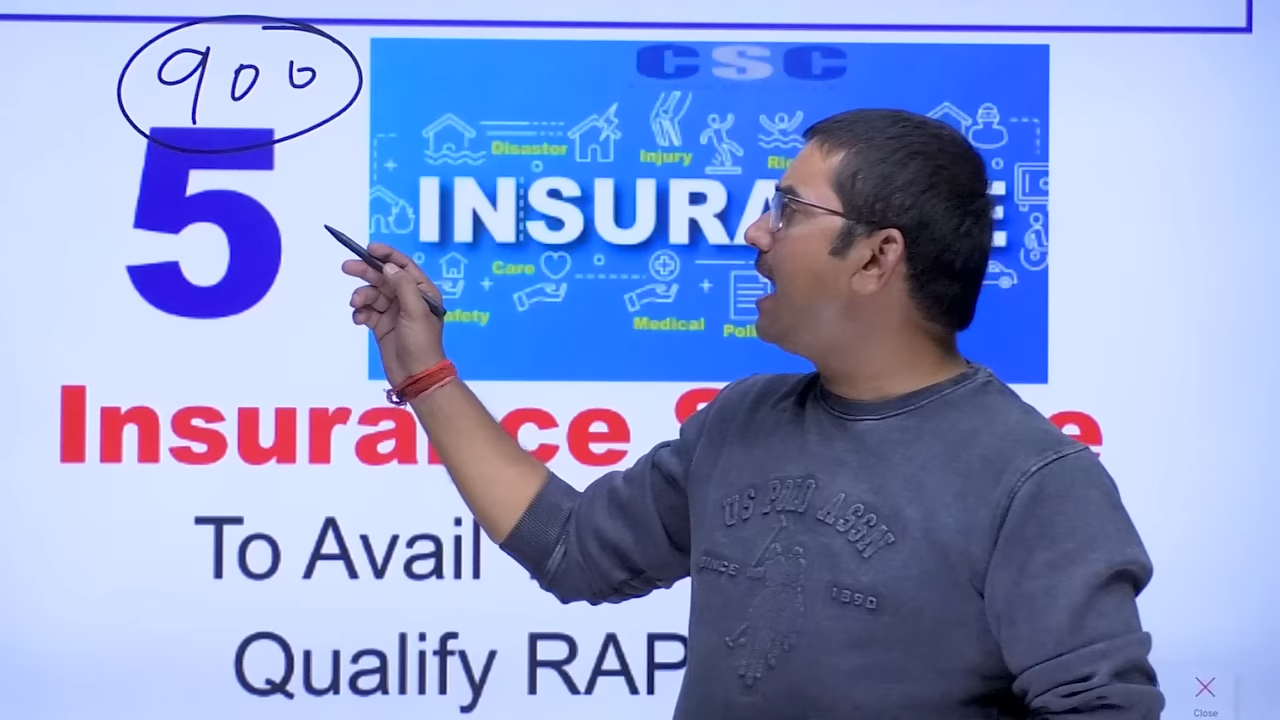 900
5
CSC
Disaster
Injury
INSURA
Care
Medical
Insura ce
To Avail
Qualify RAP
US POLO ASSN
SINCE 1890
Close